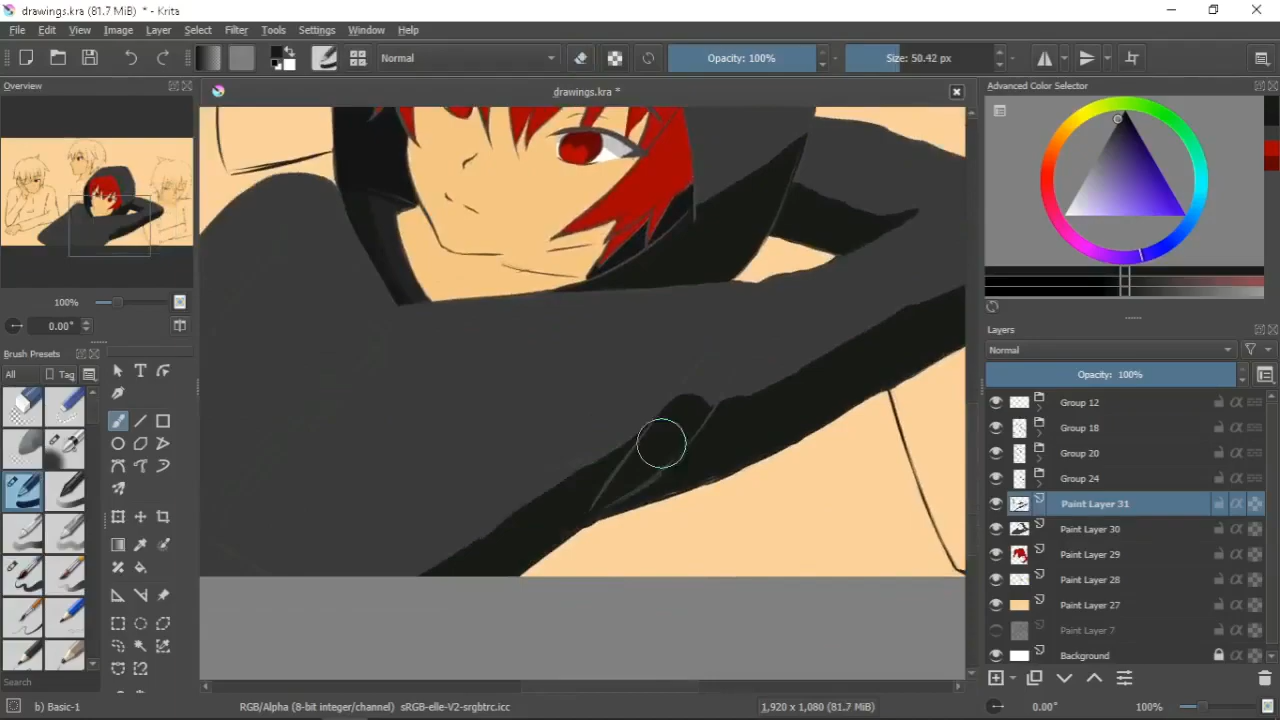 drawings.kra (81.7 MiB) * - Krita
File Edit View Image Layer Select Filter Tools Settings Window Help
Normal
Opacity: 100%
Size: 50.42 px
Overview
drawings.kra *
Advanced Color Selector
66%
0.00°
Brush Presets
All
Tag
Search
Layers
Normal
Opacity: 100%
Group 12
Group 18
Group 20
Group 24
Paint Layer 31
Paint Layer 30
Paint Layer 29
Paint Layer 28
Paint Layer 27
Paint Layer 7
Background
b) Basic-1
RGB/Alpha (8-bit integer/channel) sRGB-elle-V2-srgbtrc.icc
1,920 x 1,080 (81.7 MiB)
0.00°
100%